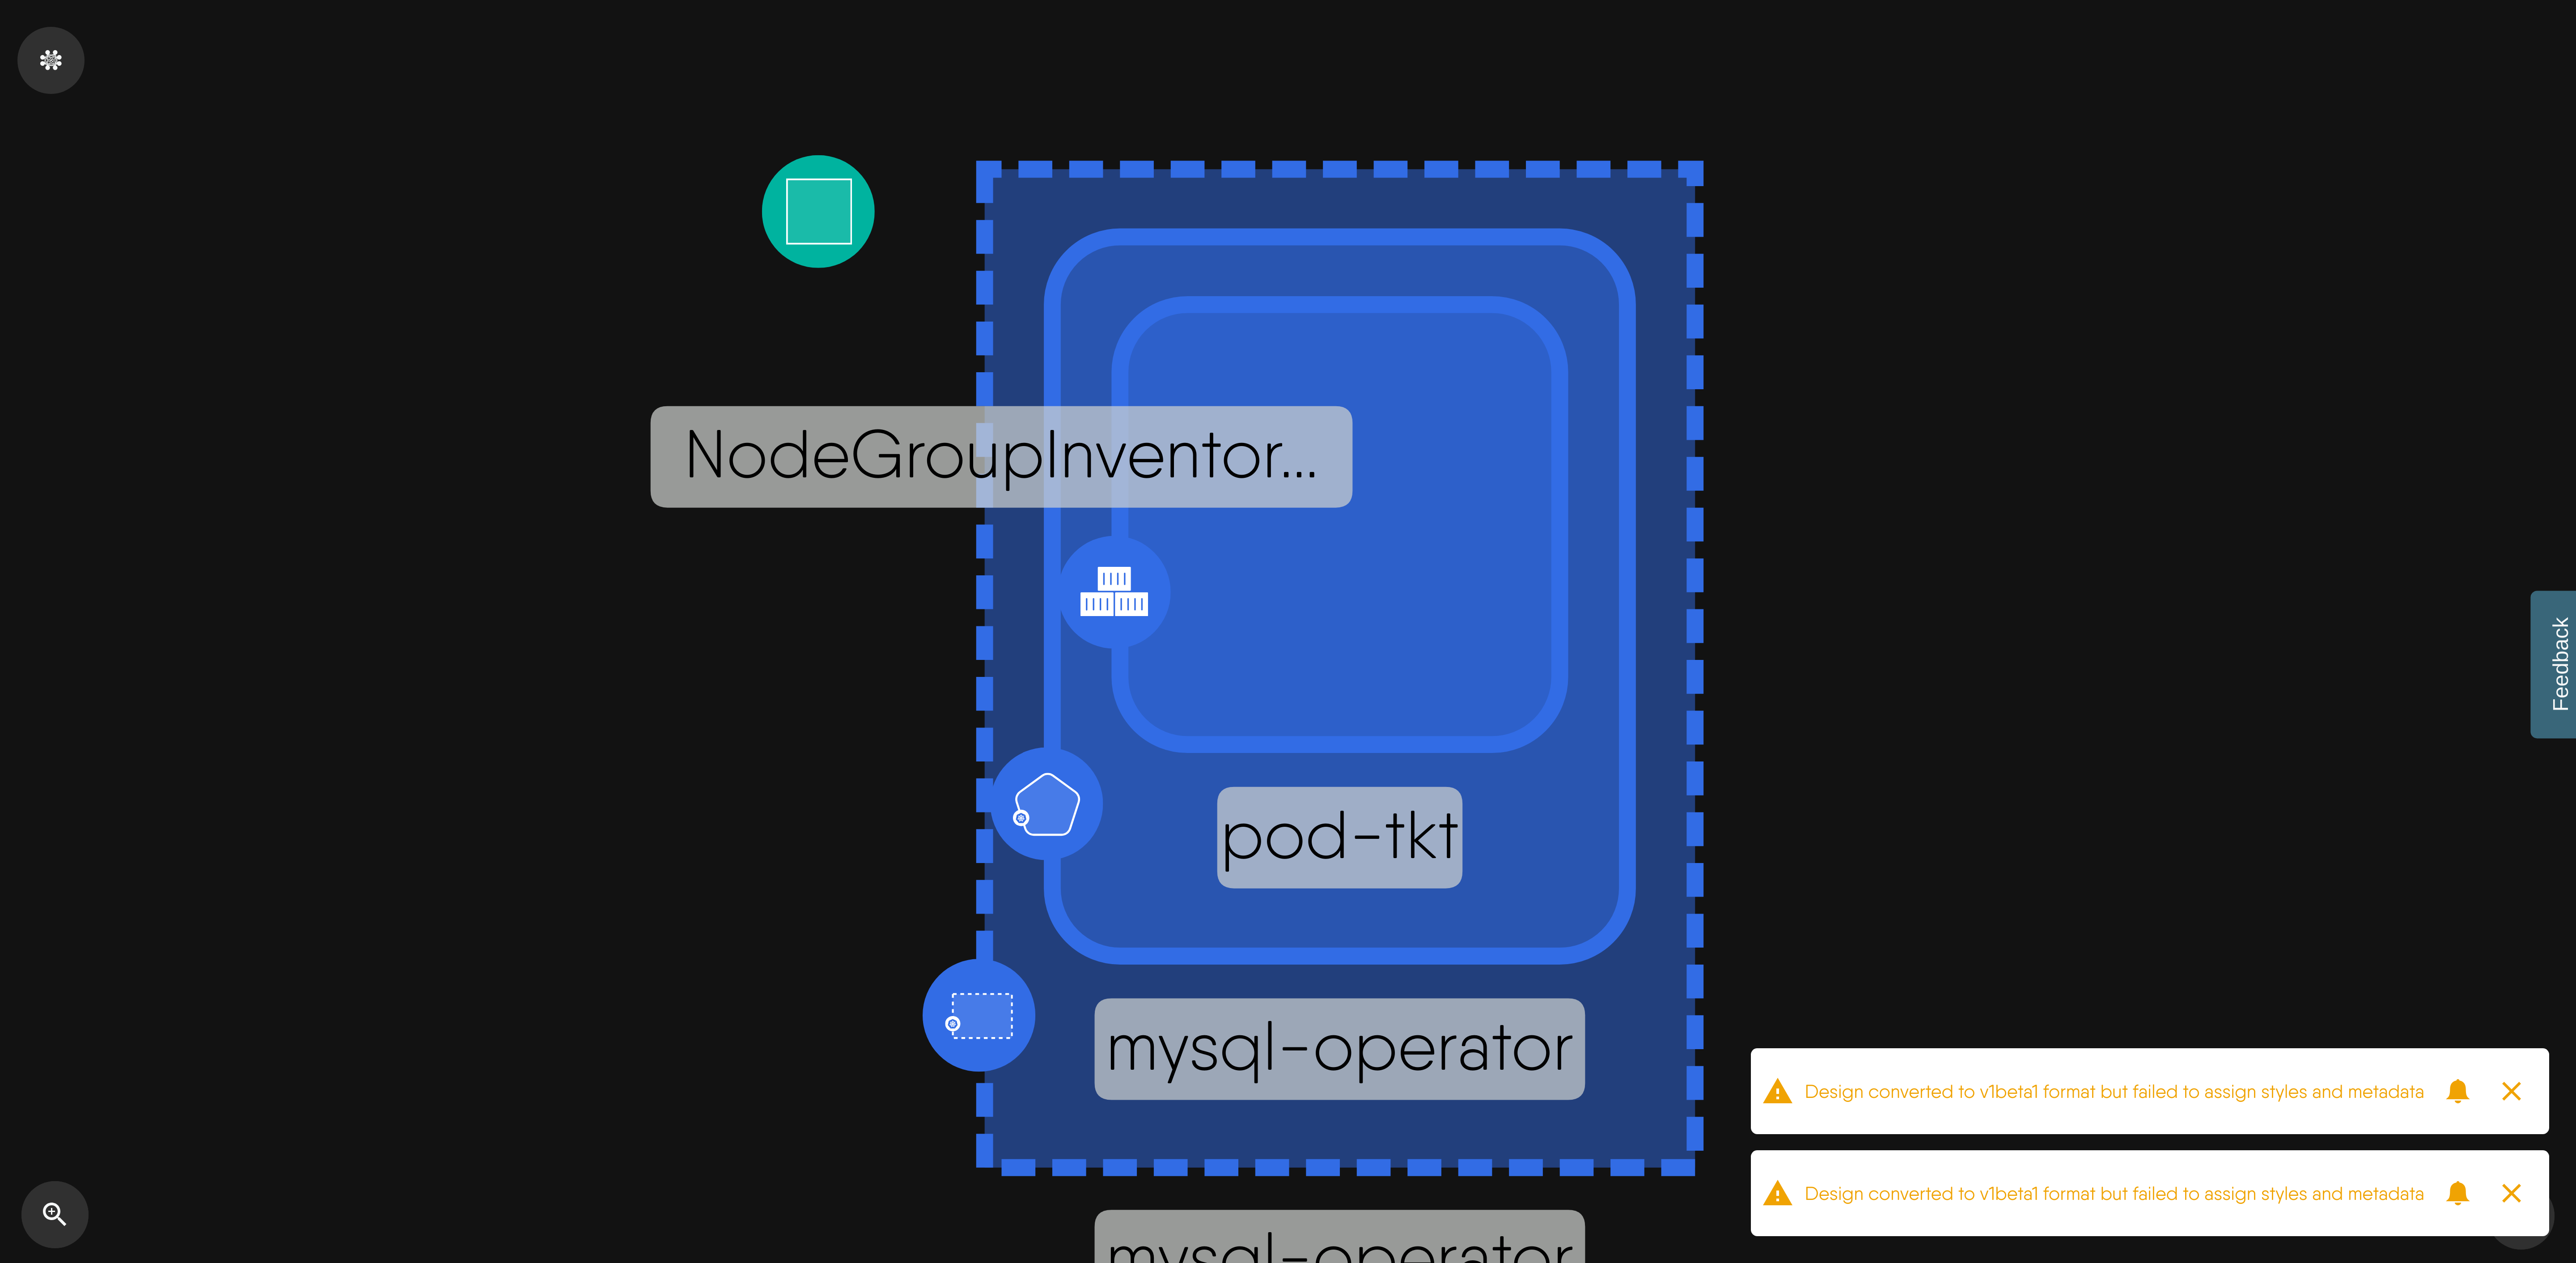 NodeGroupInventor...
pod-tkt
mysql-operator
mysql-operator
Feedback
Design converted to v1beta1 format but failed to assign styles and metadata
Design converted to v1beta1 format but failed to assign styles and metadata